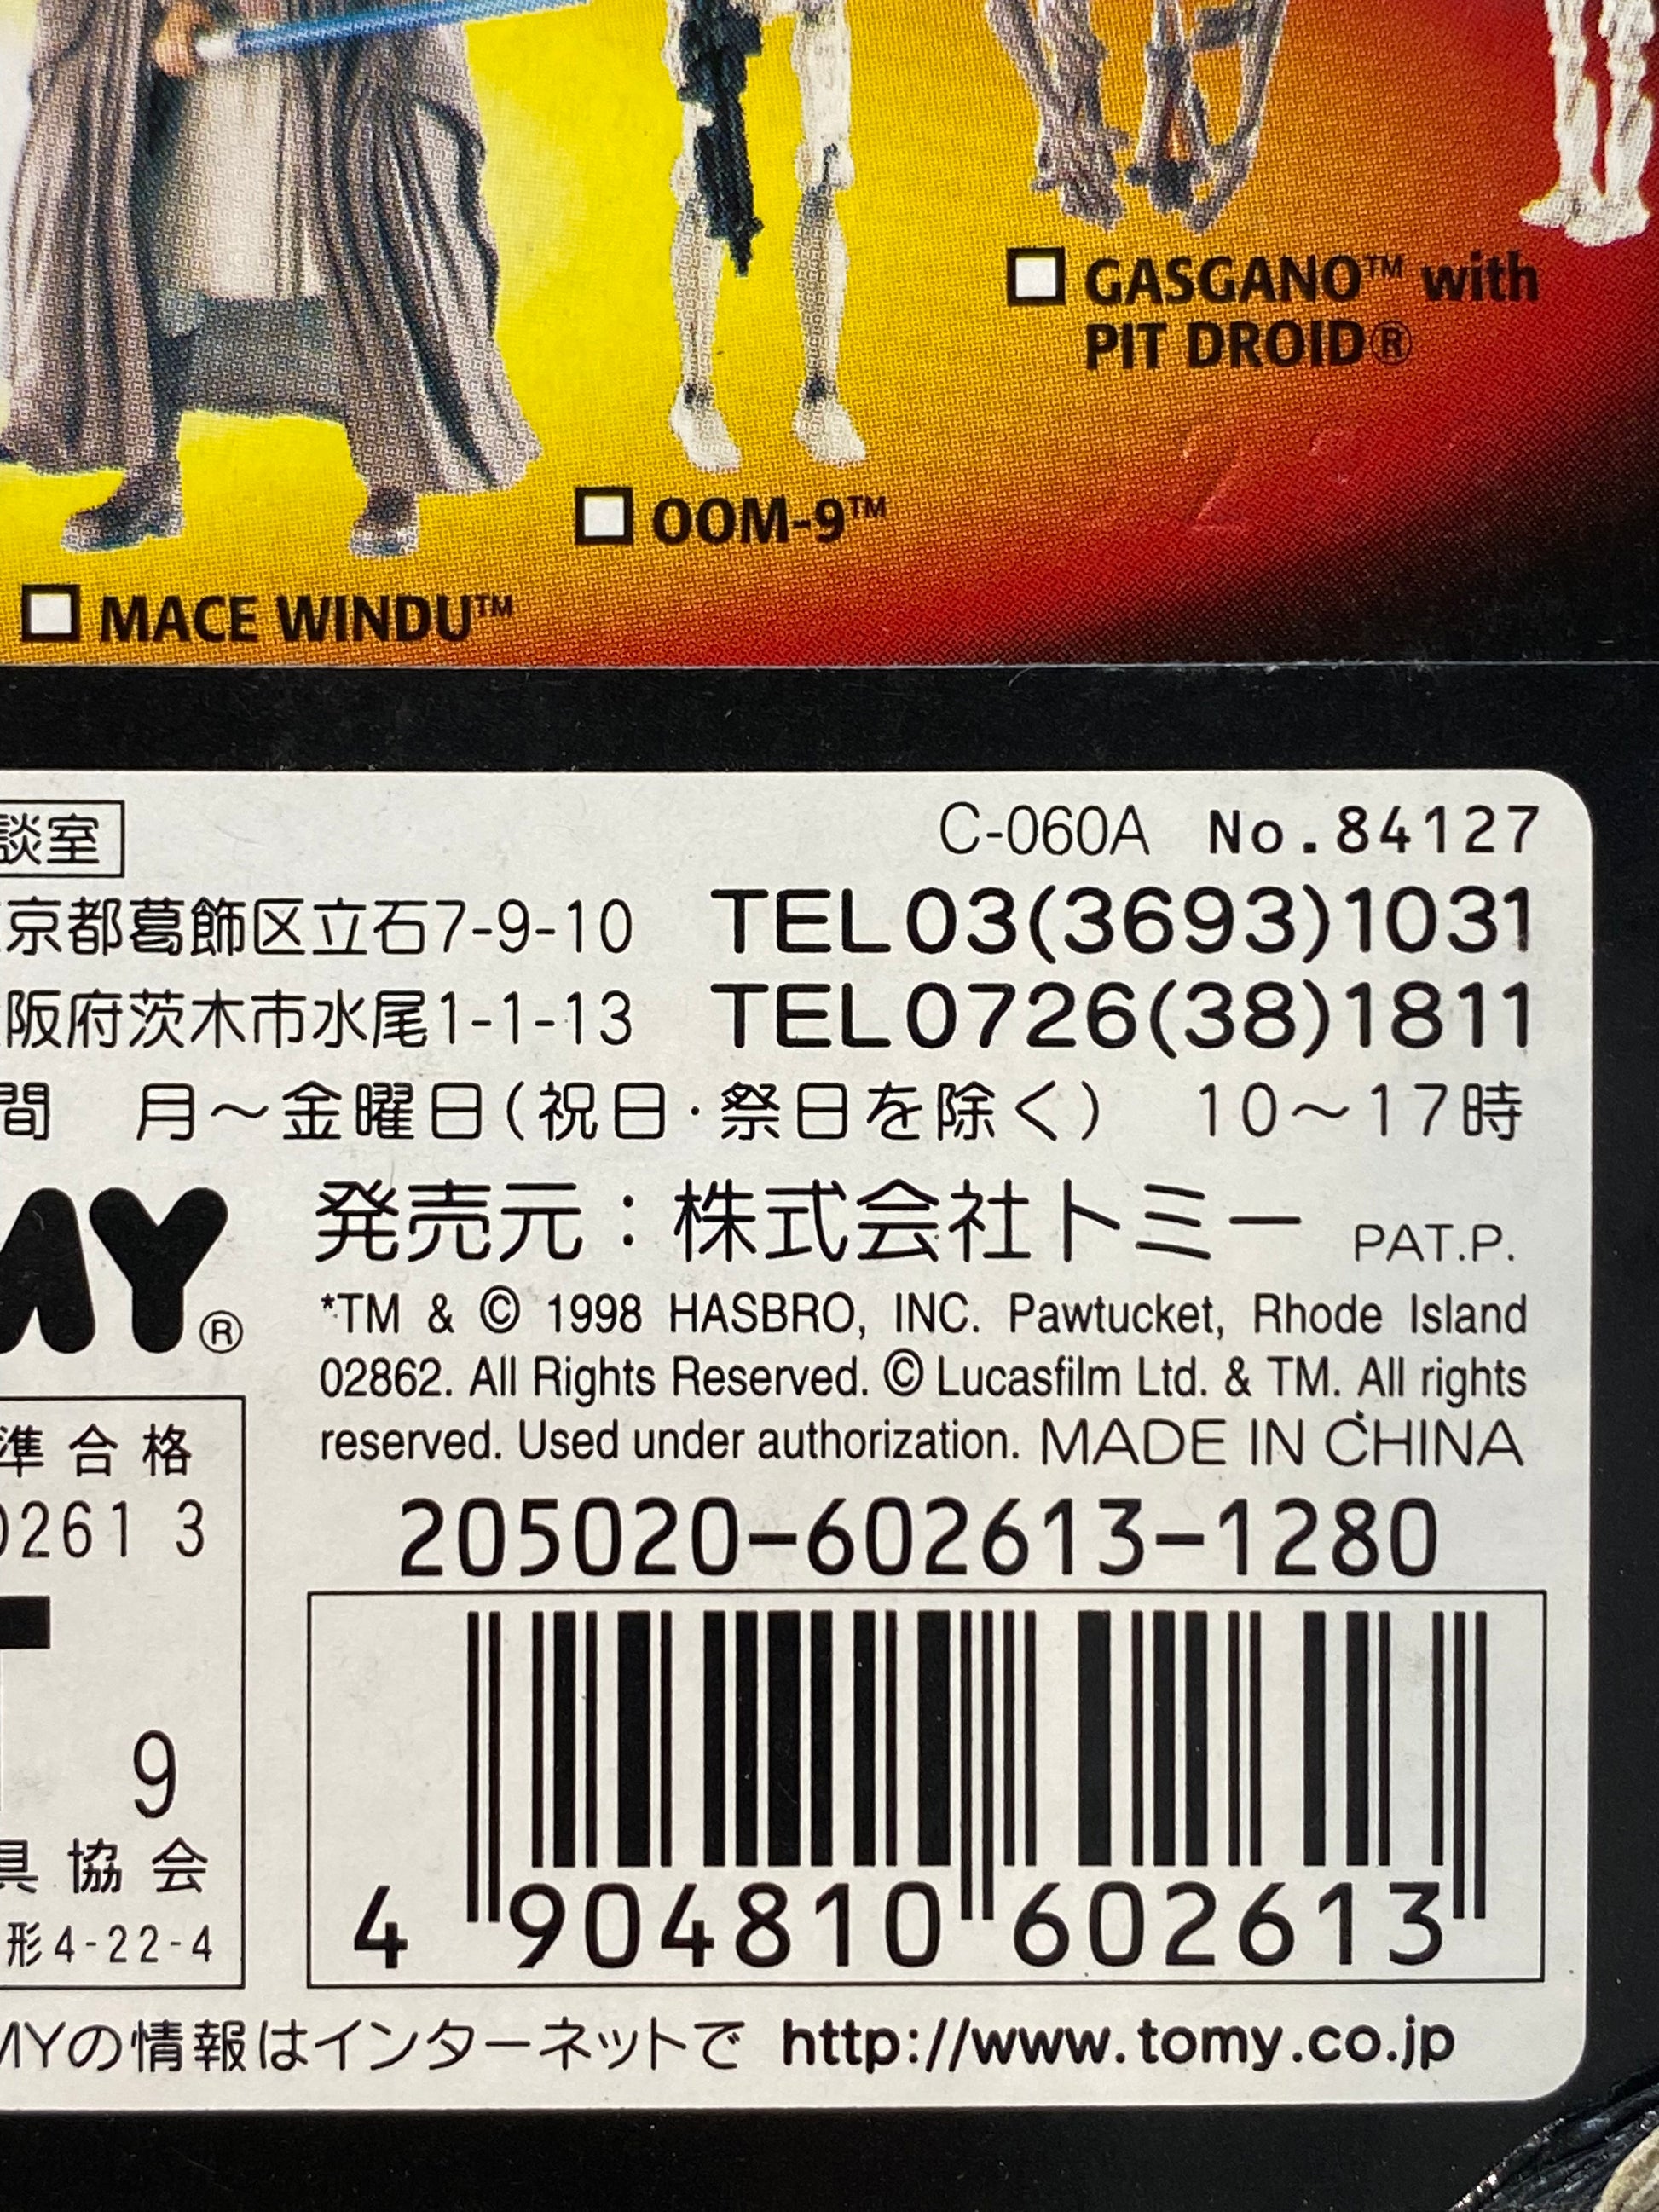 GASGANO™ with
PIT DROID®
OOM-9™
MACE WINDU™
談室
C-060A No.84127
京都葛飾区立石7-9-10 TEL03(3693)1031
阪府茨木市水尾1-1-13 TEL0726(38)1811
間 月～金曜日(祝日・祭日を除く) 10～17時
MY®
発売元：株式会社トミー PAT.P.
*TM & © 1998 HASBRO, INC. Pawtucket, Rhode Island
02862. All Rights Reserved. © Lucasfilm Ltd. & TM. All rights
reserved. Used under authorization. MADE IN CHINA
準合格
0261 3
T
9
具協会
形4-22-4
205020-602613-1280
4 904810 602613
MYの情報はインターネットで http://www.tomy.co.jp